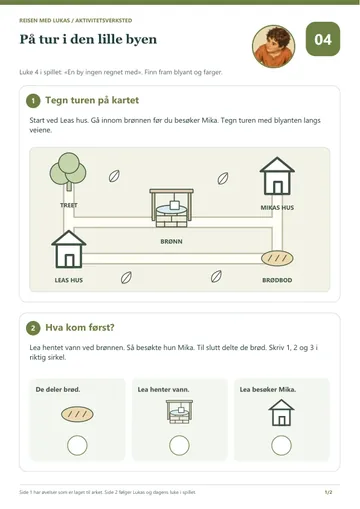 REISEN MED LUKAS / AKTIVITETSVERKSTED
På tur i den lille byen
04
Luke 4 i spillet: «En by ingen regnet med». Finn fram blyant og farger.
1 Tegn turen på kartet
Start ved Leas hus. Gå innom brønnen før du besøker Mika. Tegn turen med blyanten langs
veiene.
TREET
MIKAS HUS
BRØNN
LEAS HUS
BRØDBOD
2 Hva kom først?
Lea hentet vann ved brønnen. Så besøkte hun Mika. Til slutt delte de brød. Skriv 1, 2 og 3 i
riktig sirkel.
De deler brød.
Lea henter vann.
Lea besøker Mika.
Side 1 har øvelser som er laget til arket. Side 2 følger Lukas og dagens luke i spillet.
1/2